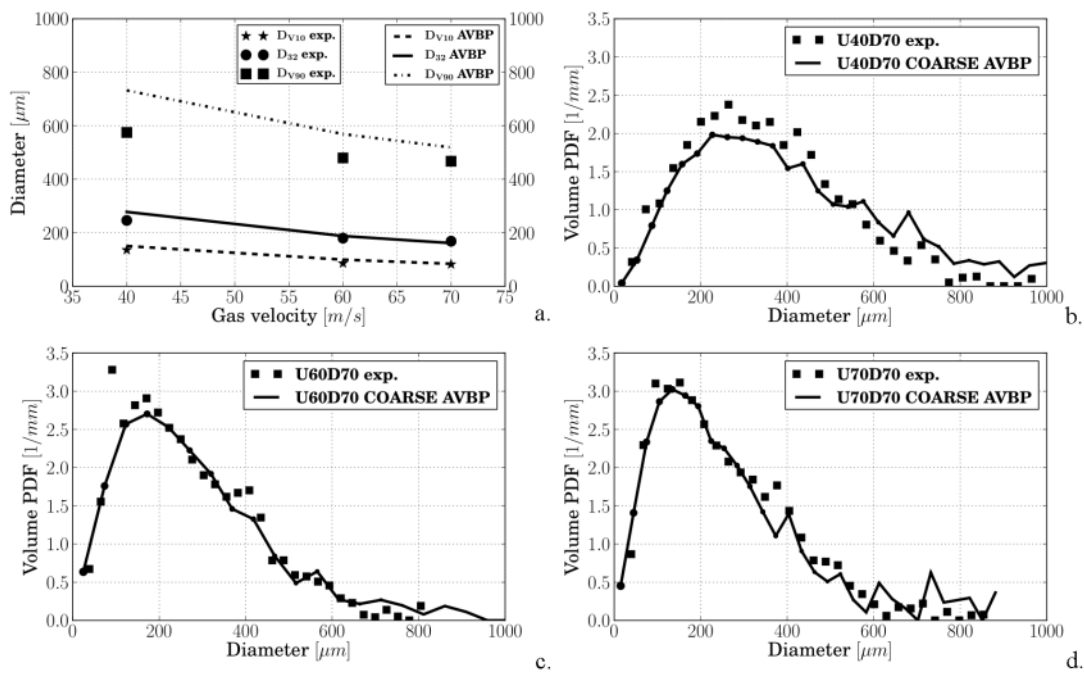 1000
800
600
400
200
0
Diameter [μm]
★ ★ D_V10 exp.
● ● D_32 exp.
■ ■ D_V90 exp.
D_V10 AVBP
D_32 AVBP
D_V90 AVBP
1000
800
600
400
200
0
35 40 45 50 55 60 65 70 75
Gas velocity [m/s]
a.
3.5
3.0
2.5
2.0
1.5
1.0
0.5
0.0
Volume PDF [1/mm]
U40D70 exp.
U40D70 COARSE AVBP
0 200 400 600 800 1000
Diameter [μm]
b.
3.5
3.0
2.5
2.0
1.5
1.0
0.5
0.0
Volume PDF [1/mm]
U60D70 exp.
U60D70 COARSE AVBP
0 200 400 600 800 1000
Diameter [μm]
c.
3.5
3.0
2.5
2.0
1.5
1.0
0.5
0.0
Volume PDF [1/mm]
U70D70 exp.
U70D70 COARSE AVBP
0 200 400 600 800 1000
Diameter [μm]
d.